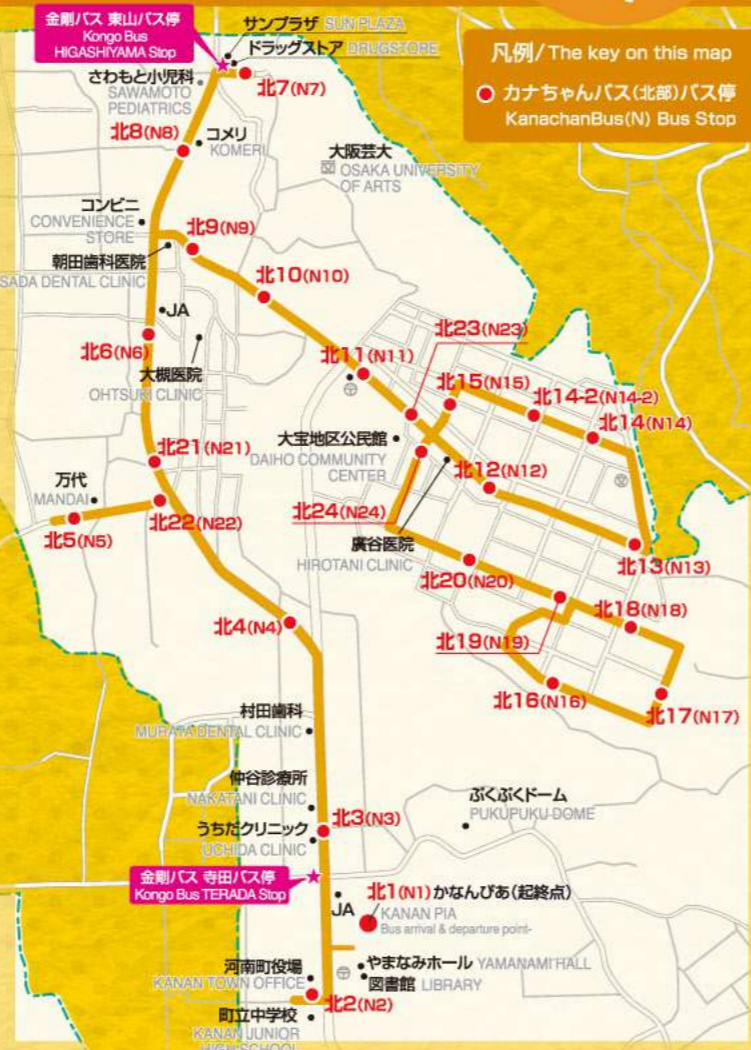 金剛バス 東山バス停
Kongo Bus
HIGASHIYAMA Stop
サンプラザ SUN PLAZA
ドラッグストア DRUGSTORE
凡例/The key on this map
カナちゃんバス(北部)バス停
KanachanBus(N) Bus Stop
さわもと小児科
SAWAMOTO
PEDIATRICS
北7(N7)
北8(N8)
コメリ
KOMERI
大阪芸大
OSAKA UNIVERSITY
OF ARTS
コンビニ
CONVENIENCE
STORE
北9(N9)
朝田歯科医院
SADA DENTAL CLINIC
北10(N10)
JA
北6(N6)
北23(N23)
北11(N11)
北15(N15)
大槻医院
OHTSUKI CLINIC
北14-2(N14-2)
北14(N14)
大宝地区公民館
DAIHO COMMUNITY
CENTER
北21(N21)
北12(N12)
万代
MANDAI
北22(N22)
北24(N24)
北5(N5)
廣谷医院
HIROTANI CLINIC
北13(N13)
北20(N20)
北18(N18)
北4(N4)
北19(N19)
北16(N16)
北17(N17)
村田歯科
MURATA DENTAL CLINIC
仲谷診療所
NAKATANI CLINIC
ぷくぷくドーム
PUKUPUKU DOME
北3(N3)
うちだクリニック
UCHIDA CLINIC
金剛バス 寺田バス停
Kongo Bus TERADA Stop
JA
北1(N1)かなんぴあ(起終点)
KANAN PIA
Bus arrival & departure point-
河南町役場
KANAN TOWN OFFICE
やまなみホール YAMANAMI HALL
図書館 LIBRARY
北2(N2)
町立中学校
KANAN JUNIOR
HIGH SCHOOL